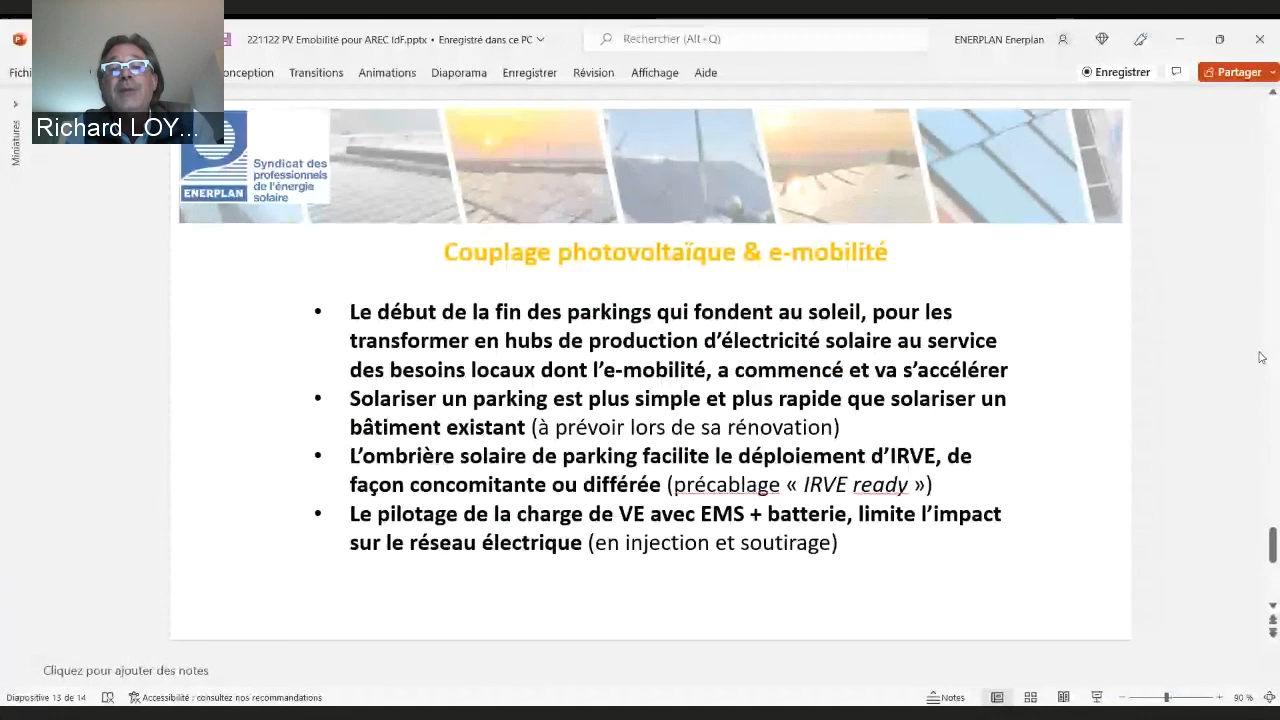 221122 PV Emobilité pour AREC IdF.pptx • Enregistré dans ce PC
Rechercher (Alt+Q)
ENERPLAN Enerplan
Fichi
onception
Transitions
Animations
Diaporama
Enregistrer
Révision
Affichage
Aide
Enregistrer
Partager
Richard LOY...
Miniatures
ENERPLAN
Syndicat des
professionnels
de l'énergie
solaire
Couplage photovoltaïque & e-mobilité
• Le début de la fin des parkings qui fondent au soleil, pour les
transformer en hubs de production d'électricité solaire au service
des besoins locaux dont l'e-mobilité, a commencé et va s'accélérer
• Solariser un parking est plus simple et plus rapide que solariser un
bâtiment existant (à prévoir lors de sa rénovation)
• L'ombrière solaire de parking facilite le déploiement d'IRVE, de
façon concomitante ou différée (précablage « IRVE ready »)
• Le pilotage de la charge de VE avec EMS + batterie, limite l'impact
sur le réseau électrique (en injection et soutirage)
Cliquez pour ajouter des notes
Diapositive 13 de 14
Accessibilité : consultez nos recommandations
Notes
90 %